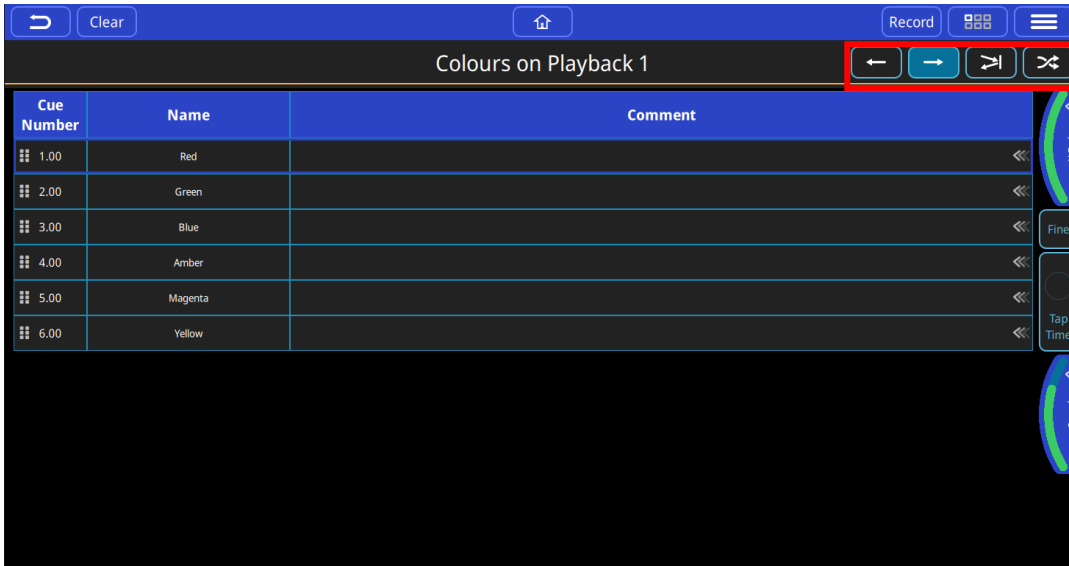 Clear
Record
Colours on Playback 1
Cue Number Name Comment
1.00 Red
2.00 Green
3.00 Blue
4.00 Amber
5.00 Magenta
6.00 Yellow
Fine
Tap
Time